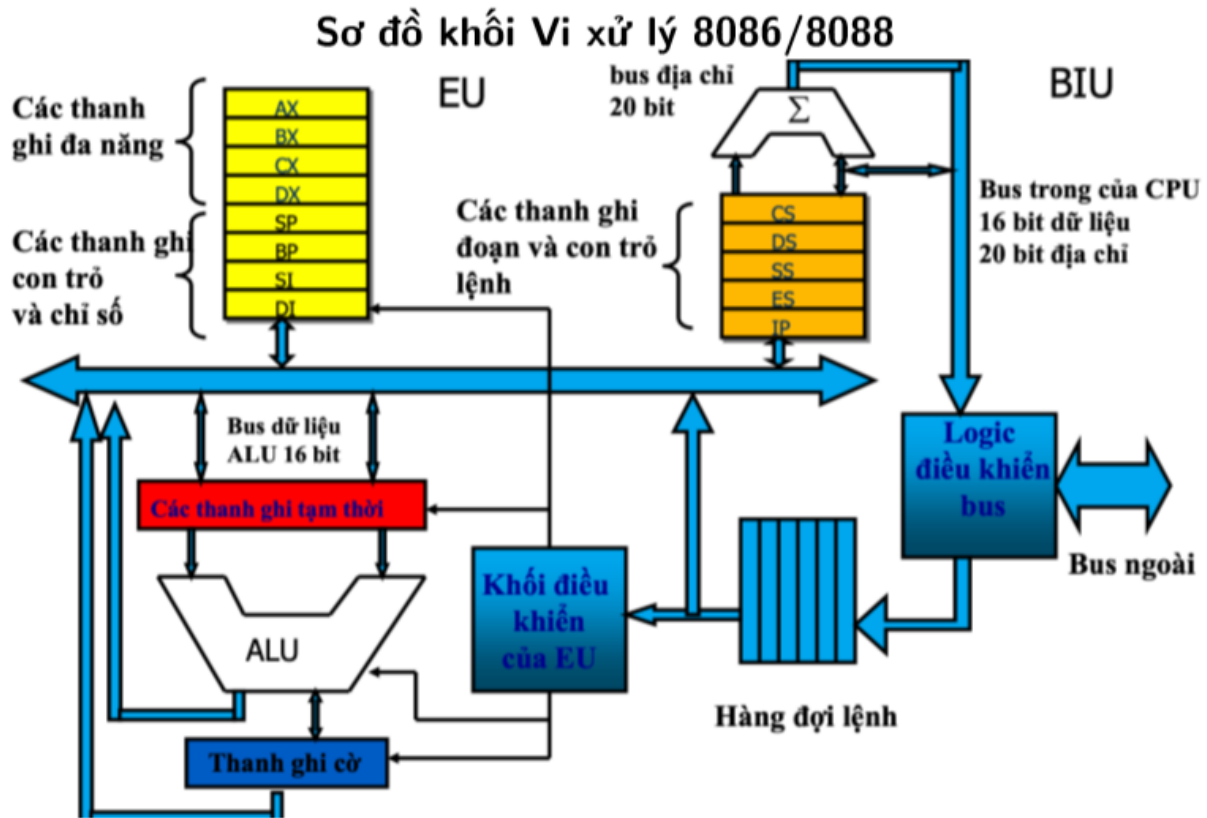 Sơ đồ khối Vi xử lý 8086/8088
EU
bus địa chỉ
20 bit
BIU
Các thanh
ghi đa năng
AX
BX
CX
DX
Các thanh ghi
con trỏ
và chỉ số
SP
BP
SI
DI
Σ
Các thanh ghi
đoạn và con trỏ
lệnh
CS
DS
SS
ES
IP
Bus trong của CPU
16 bit dữ liệu
20 bit địa chỉ
Bus dữ liệu
ALU 16 bit
Các thanh ghi tạm thời
ALU
Thanh ghi cờ
Khối điều
khiển
của EU
Hàng đợi lệnh
Logic
điều khiển
bus
Bus ngoài